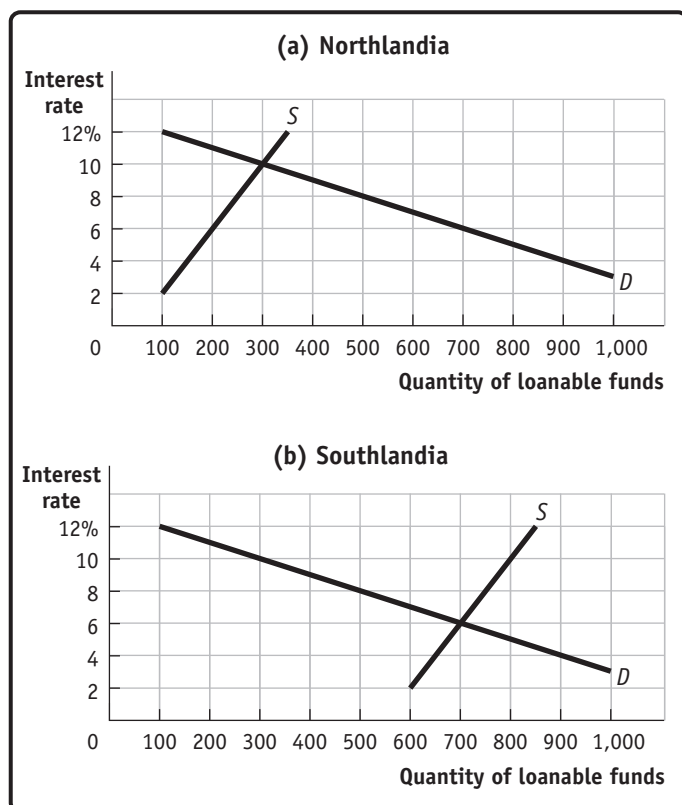 (a) Northlandia
Interest
rate
S
12%
10
8
6
4
2
D
0 100 200 300 400 500 600 700 800 900 1,000
Quantity of loanable funds
(b) Southlandia
Interest
rate
S
12%
10
8
6
4
2
D
0 100 200 300 400 500 600 700 800 900 1,000
Quantity of loanable funds